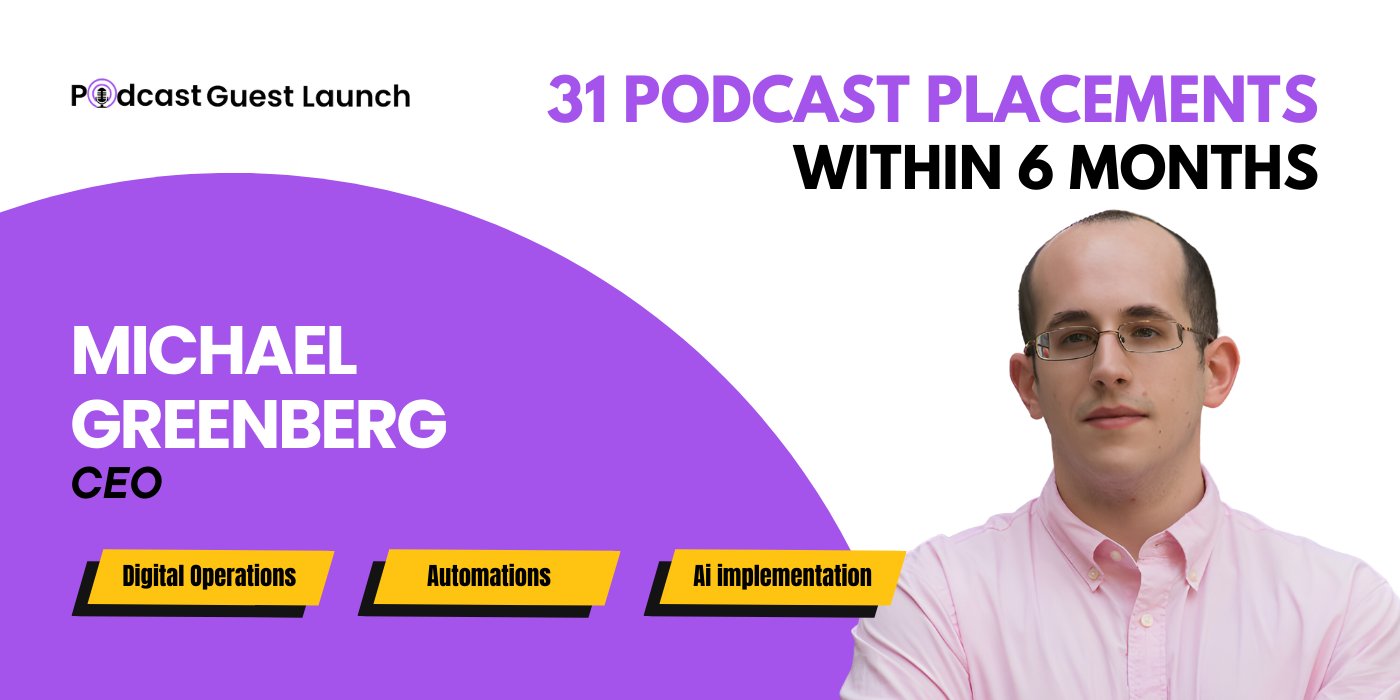 Podcast Guest Launch
31 PODCAST PLACEMENTS
WITHIN 6 MONTHS
MICHAEL
GREENBERG
CEO
Digital Operations
Automations
Ai implementation